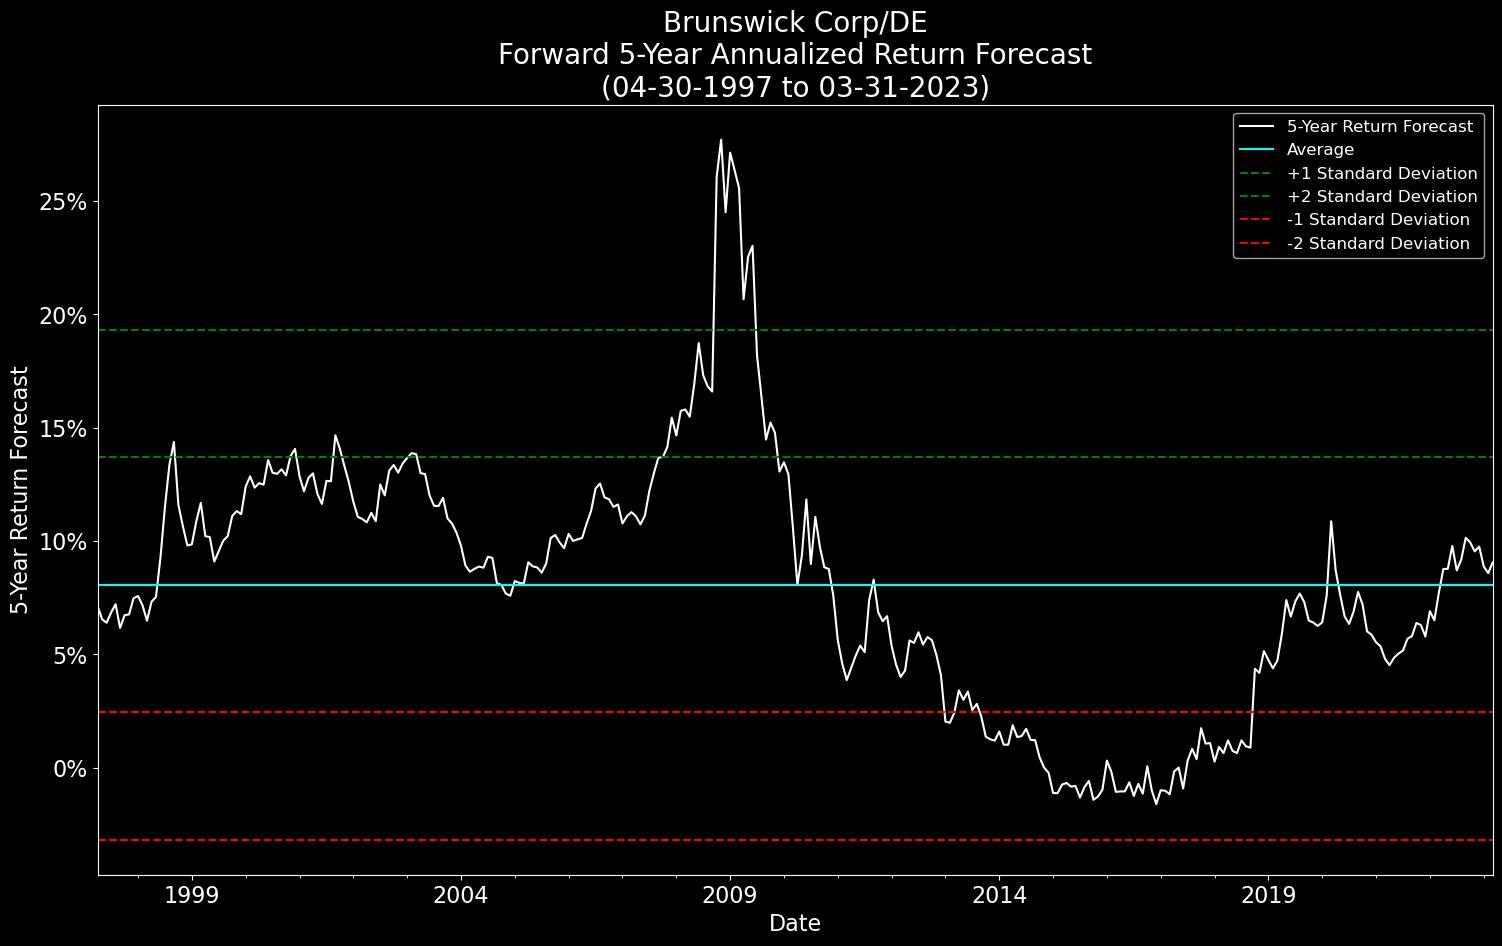 Brunswick Corp/DE
Forward 5-Year Annualized Return Forecast
(04-30-1997 to 03-31-2023)
5-Year Return Forecast
Average
+1 Standard Deviation
+2 Standard Deviation
-1 Standard Deviation
-2 Standard Deviation
5-Year Return Forecast
25%
20%
15%
10%
5%
0%
1999
2004
2009
2014
2019
Date